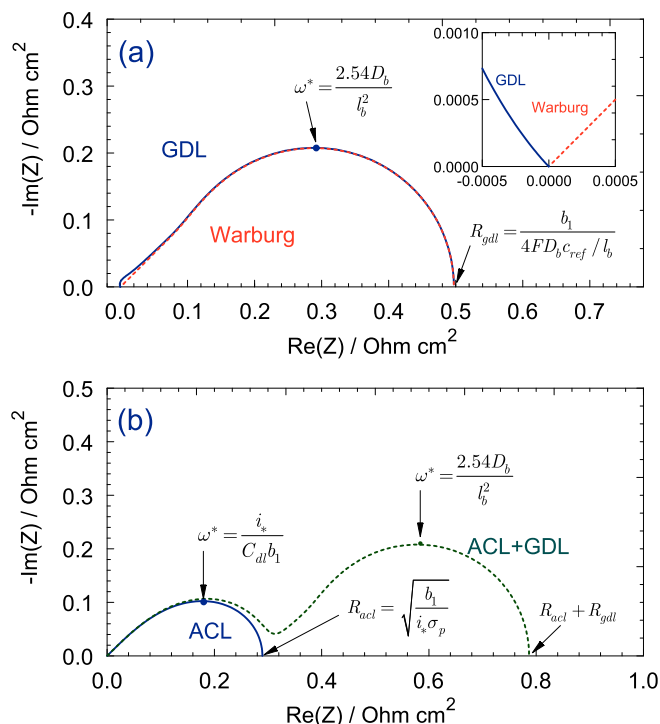 0.4
0.3
0.2
0.1
0.0
-Im(Z) / Ohm cm²
(a)
ω* = 2.54D_b / l_b²
GDL
Warburg
0.0010
0.0005
0.0000
GDL
Warburg
-0.0005 0.0000 0.0005
R_gdl = b₁ / (4FD_b c_ref / l_b)
0.0 0.1 0.2 0.3 0.4 0.5 0.6 0.7
Re(Z) / Ohm cm²
0.5
0.4
0.3
0.2
0.1
0.0
-Im(Z) / Ohm cm²
(b)
ω* = 2.54D_b / l_b²
ω* = i_* / C_dl b₁
ACL+GDL
ACL
R_acl = √(b₁ / i_* σ_p)
R_acl + R_gdl
0.0 0.2 0.4 0.6 0.8 1.0
Re(Z) / Ohm cm²